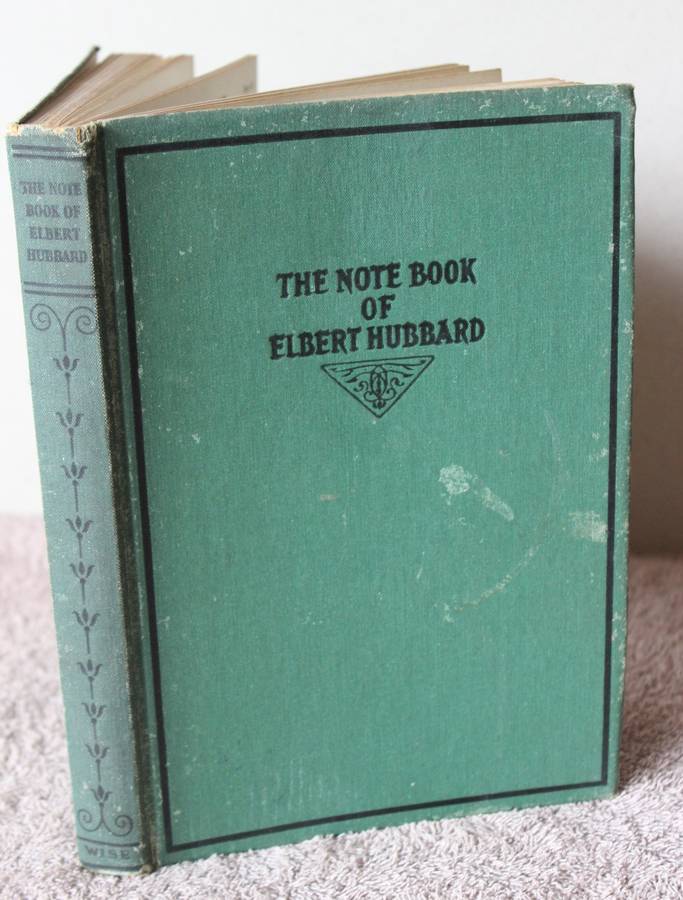 THE NOTE
BOOK OF
ELBERT
HUBBARD
WISE
THE NOTE BOOK
OF
ELBERT HUBBARD